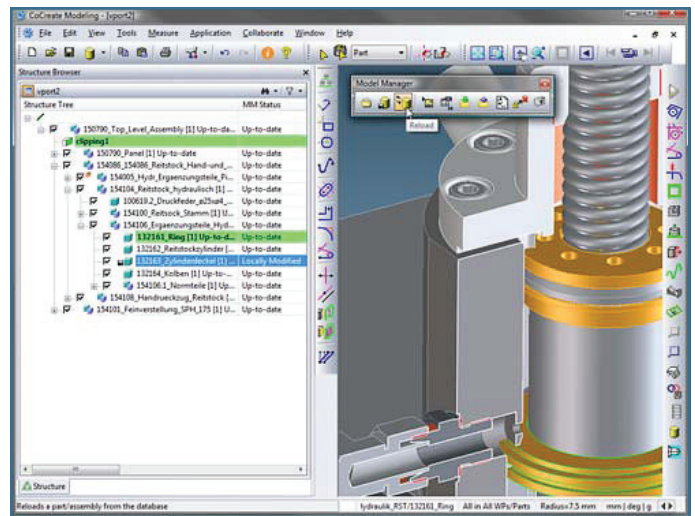 CoCreate Modeling - [vport2]
File Edit View Tools Measure Application Collaborate Window Help
Part
Structure Browser
vport2
Structure Tree MM Status
/
150790_Top_Level_Assembly [1] Up-to-da... Up-to-date
clipping1
150790_Panel [1] Up-to-date Up-to-date
154086_154086_Reitstock_Hand-und_... Up-to-date
154005_Hydr_Ergaenzungsteile_Pi... Up-to-date
154104_Reitstock_hydraulisch [1] ... Up-to-date
100619.2_Druckfeder_ø25xø4_... Up-to-date
154100_Reitsock_Stamm [1] U... Up-to-date
154106_Ergaenzungsteile_Hyd... Up-to-date
132161_Ring [1] Up-to-d... Up-to-date
132162_Reitstockzylinder [... Up-to-date
132163_Zylinderdeckel [1] ... Locally Modified
132164_Kolben [1] Up-to-... Up-to-date
154106.1_Normteile [1] Up... Up-to-date
154108_Handrueckzug_Reitstock [... Up-to-date
154101_Feinverstellung_SPH_175 [1] U... Up-to-date
Model Manager
Reload
Structure
Reloads a part/assembly from the database
lydraulik_RST/132161_Ring All in All WPs/Parts Radius=7.5 mm mm | deg | g